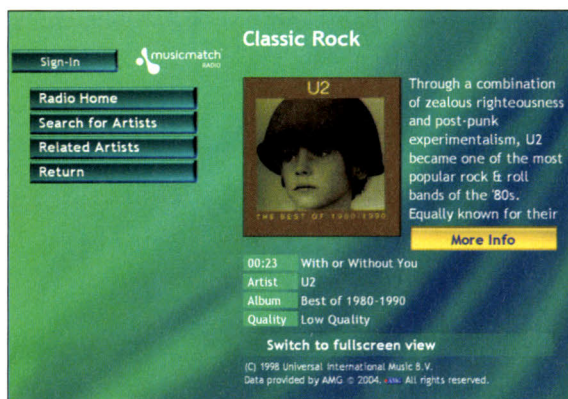 Classic Rock
Sign-In
musicmatch
RADIO
Radio Home
Search for Artists
Related Artists
Return
U2
THE BEST OF 1980-1990
Through a combination
of zealous righteousness
and post-punk
experimentalism, U2
became one of the most
popular rock & roll
bands of the '80s.
Equally known for their
More Info
00:23 With or Without You
Artist U2
Album Best of 1980-1990
Quality Low Quality
Switch to fullscreen view
(C) 1998 Universal International Music B.V.
Data provided by AMG © 2004. All rights reserved.